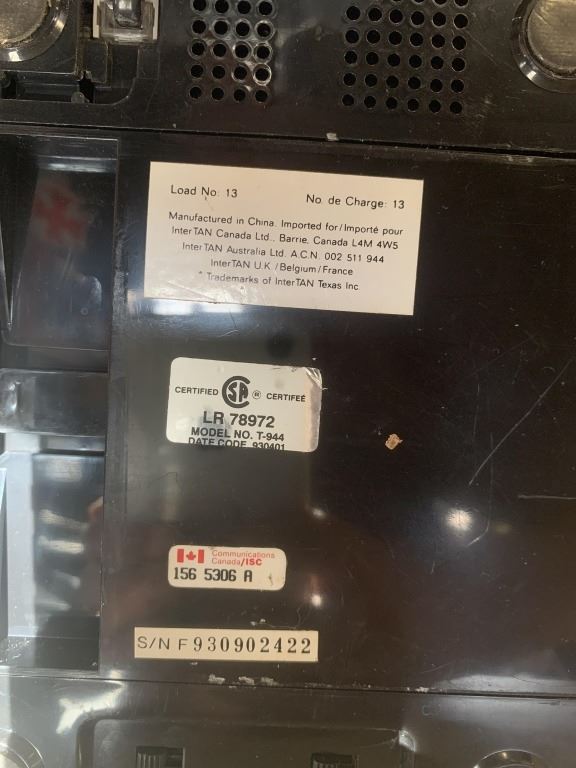 Load No: 13 No. de Charge: 13
Manufactured in China. Imported for/Importé pour
InterTAN Canada Ltd., Barrie, Canada L4M 4W5
InterTAN Australia Ltd. A.C.N. 002 511 944
InterTAN U.K./Belgium/France
* Trademarks of InterTAN Texas Inc.
CERTIFIED SA ® CERTIFEÉ
LR 78972
MODEL NO. T-944
DATE CODE 930401
Communications
Canada/ISC
156 5306 A
S/N F930902422